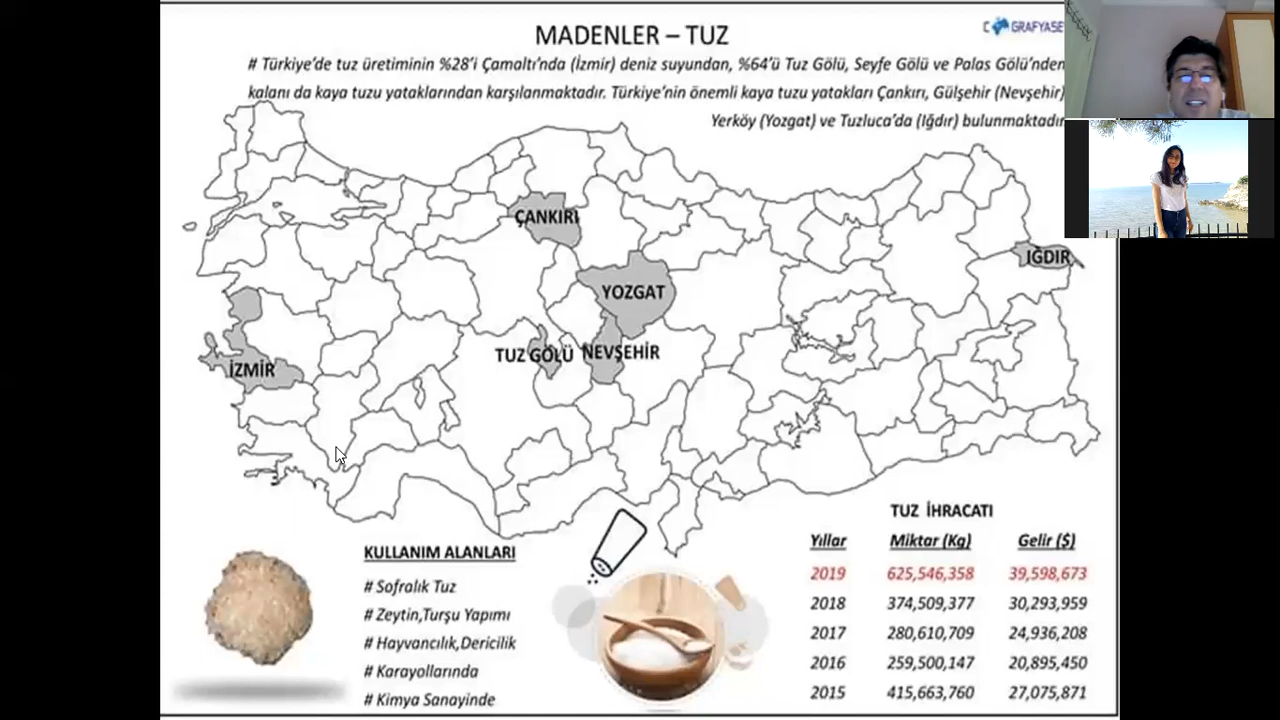 MADENLER – TUZ
C GRAFYASE
# Türkiye'de tuz üretiminin %28'i Çamaltı'nda (İzmir) deniz suyundan, %64'ü Tuz Gölü, Seyfe Gölü ve Palas Gölü'nden
kalanı da kaya tuzu yataklarından karşılanmaktadır. Türkiye'nin önemli kaya tuzu yatakları Çankırı, Gülşehir (Nevşehir)
Yerköy (Yozgat) ve Tuzluca'da (Iğdır) bulunmaktadır
ÇANKIRI
IĞDIR
YOZGAT
TUZ GÖLÜ
NEVŞEHİR
İZMİR
KULLANIM ALANLARI
# Sofralık Tuz
# Zeytin,Turşu Yapımı
# Hayvancılık,Dericilik
# Karayollarında
# Kimya Sanayinde
TUZ İHRACATI
Yıllar Miktar (Kg) Gelir ($)
2019 625,546,358 39,598,673
2018 374,509,377 30,293,959
2017 280,610,709 24,936,208
2016 259,500,147 20,895,450
2015 415,663,760 27,075,871